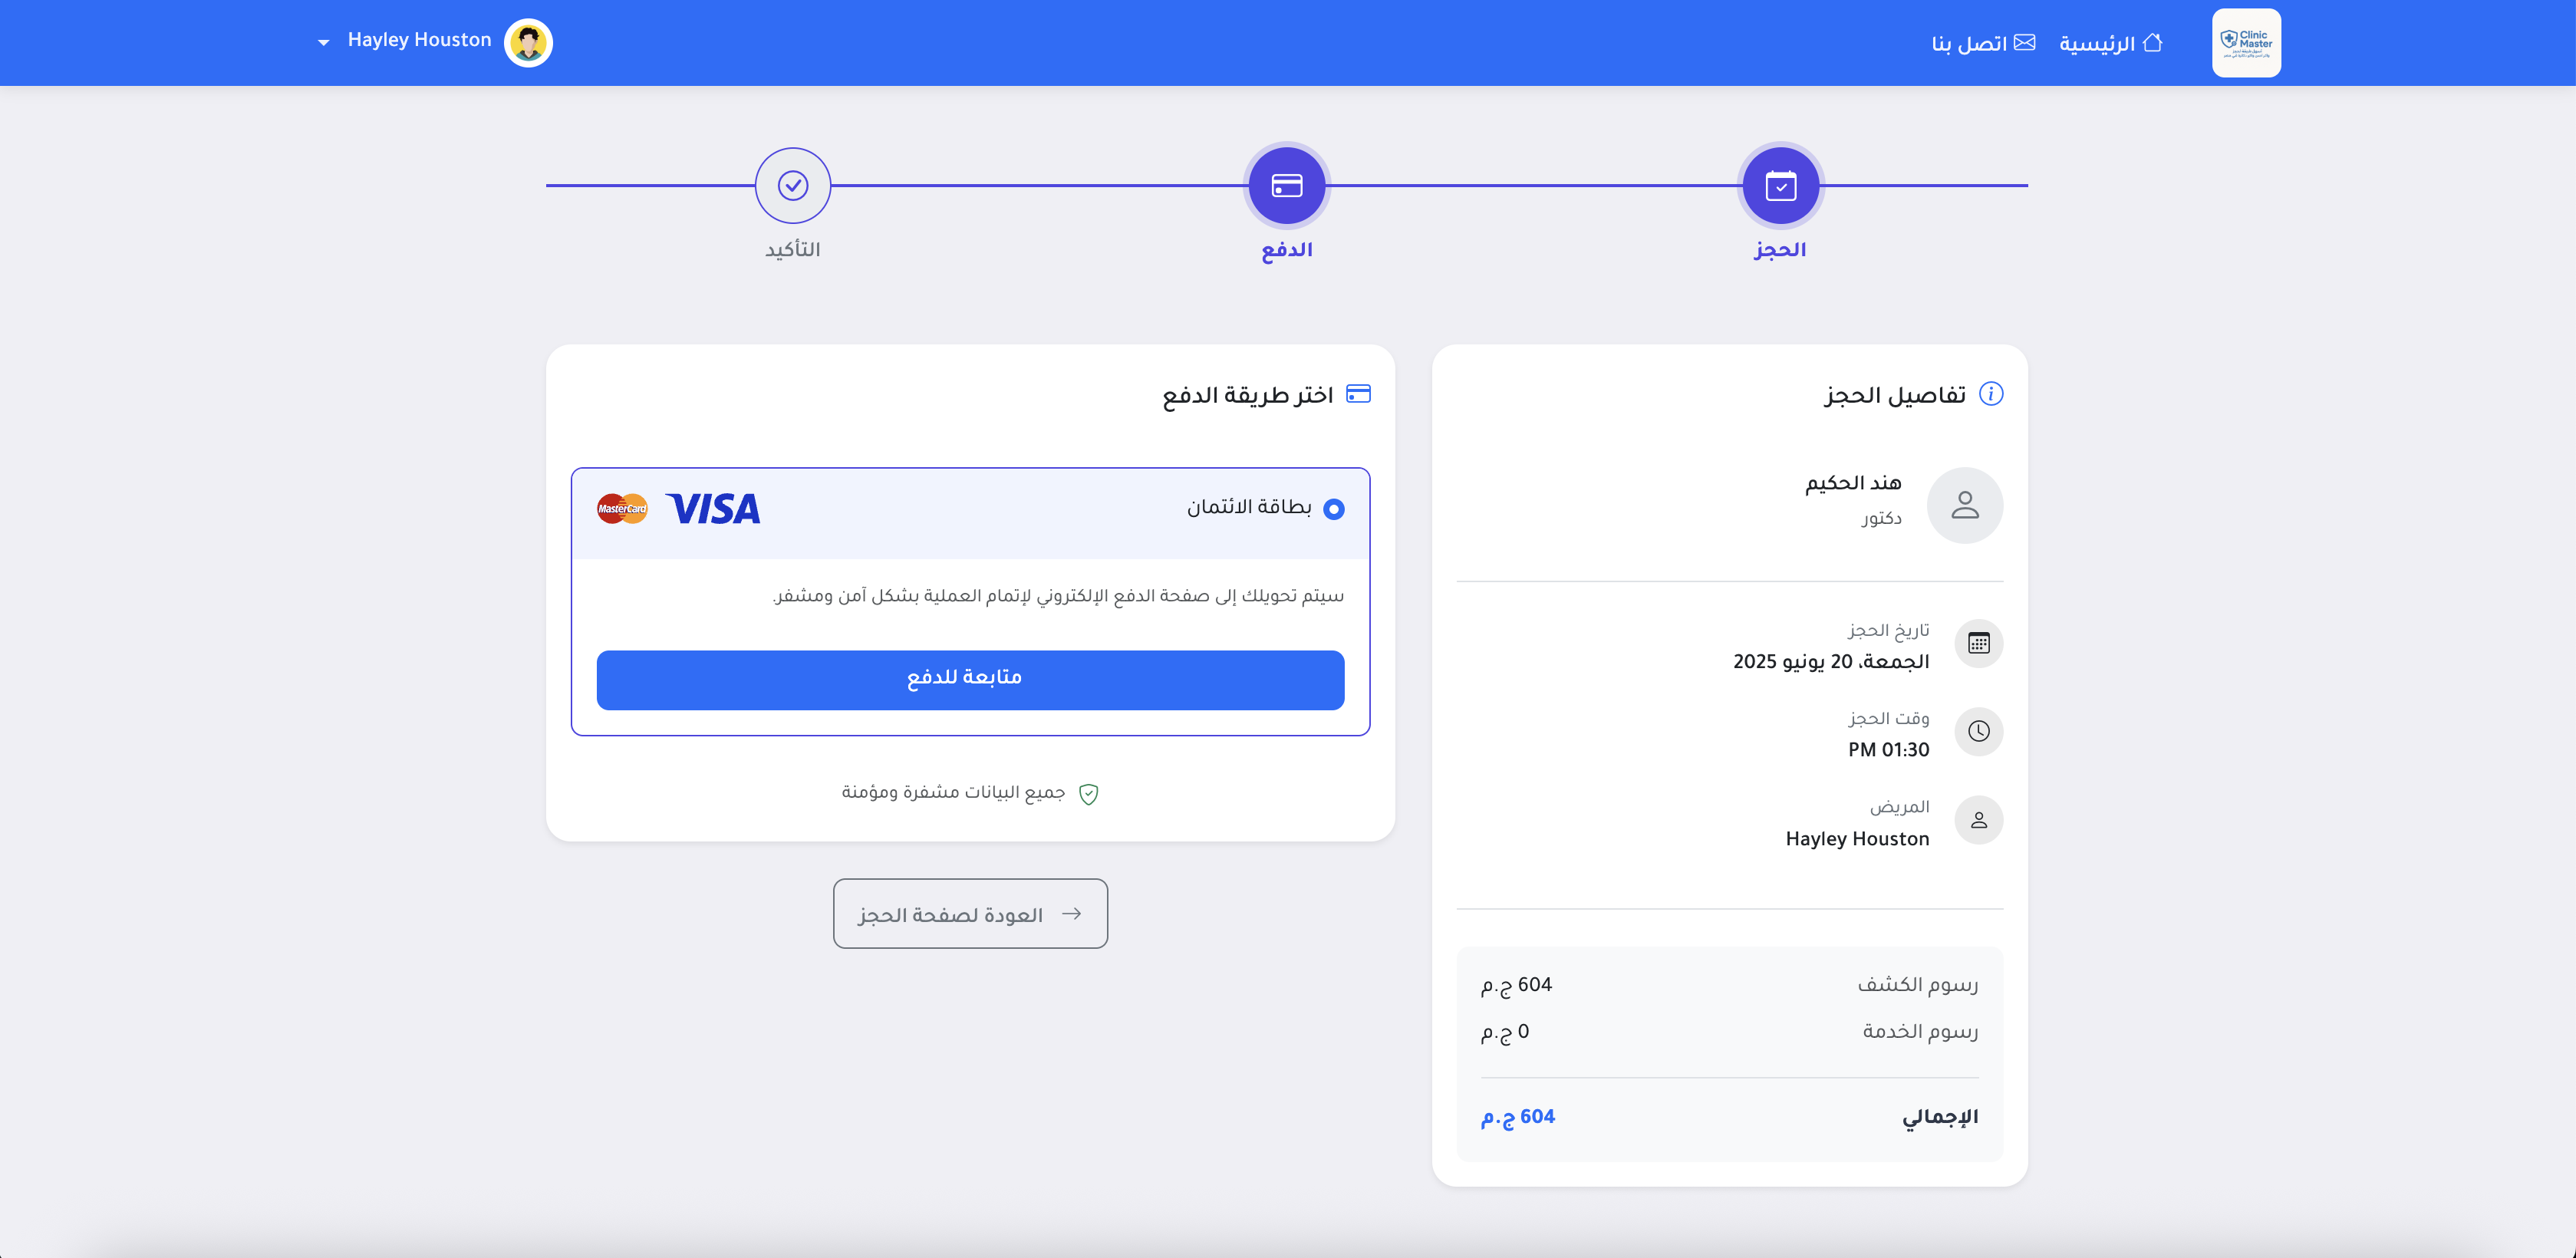 Clinic
Master
الرئيسية
اتصل بنا
Hayley Houston
الحجز
الدفع
التأكيد
تفاصيل الحجز
هند الحكيم
دكتور
تاريخ الحجز
الجمعة، 20 يونيو 2025
وقت الحجز
01:30 PM
المريض
Hayley Houston
رسوم الكشف
604 ج.م
رسوم الخدمة
0 ج.م
الإجمالي
604 ج.م
اختر طريقة الدفع
بطاقة الائتمان
VISA
MasterCard
سيتم تحويلك إلى صفحة الدفع الإلكتروني لإتمام العملية بشكل آمن ومشفر.
متابعة للدفع
جميع البيانات مشفرة ومؤمنة
العودة لصفحة الحجز